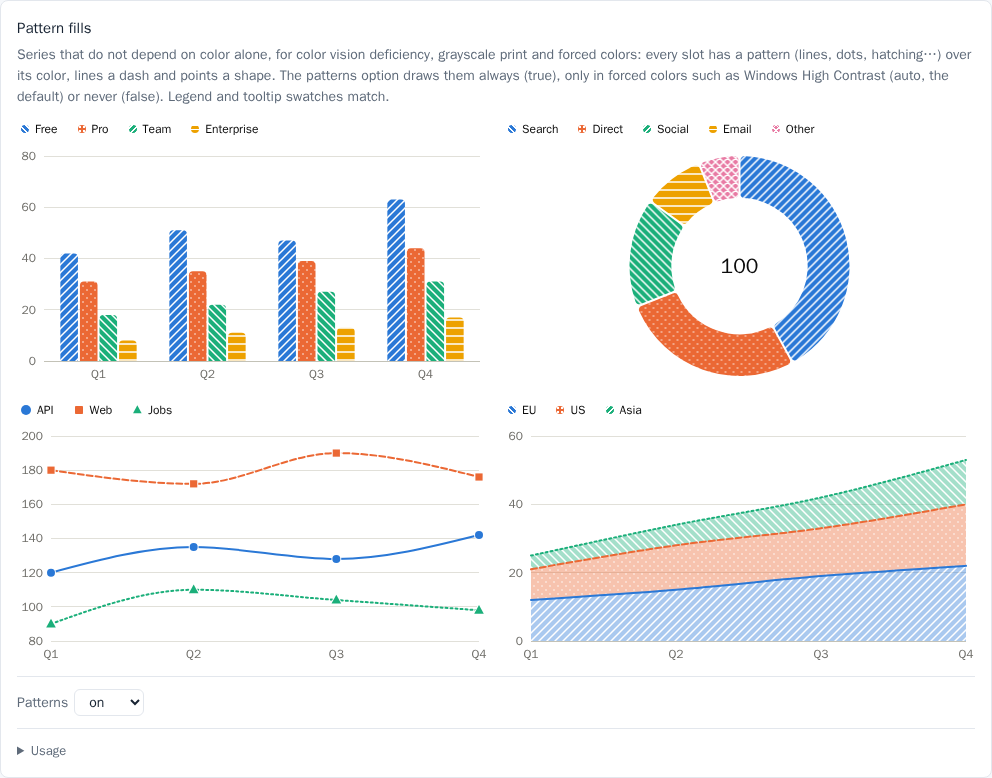 Pattern fills
Series that do not depend on color alone, for color vision deficiency, grayscale print and forced colors: every slot has a pattern (lines, dots, hatching···) over
its color, lines a dash and points a shape. The patterns option draws them always (true), only in forced colors such as Windows High Contrast (auto, the
default) or never (false). Legend and tooltip swatches match.
Free Pro Team Enterprise
80
60
40
20
0
Q1 Q2 Q3 Q4
Search Direct Social Email Other
100
API Web Jobs
200
180
160
140
120
100
80
Q1 Q2 Q3 Q4
EU US Asia
60
40
20
0
Q1 Q2 Q3 Q4
Patterns on
Usage